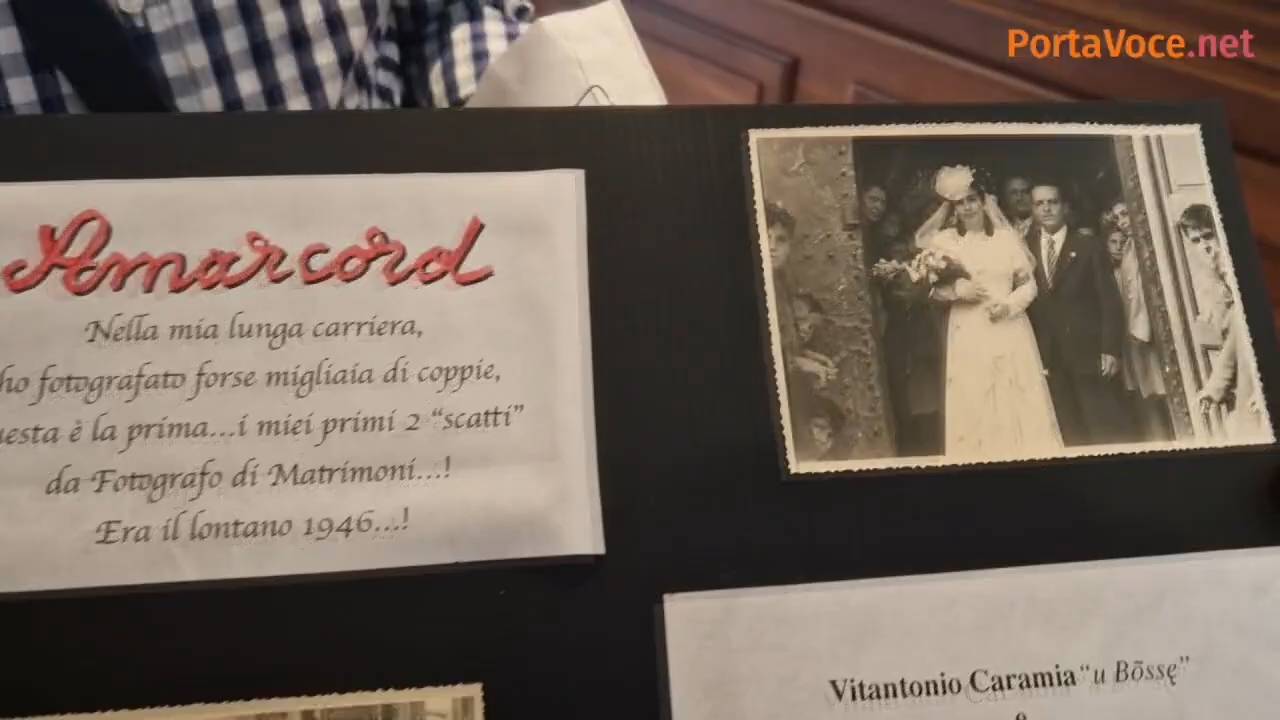 PortaVoce.net
Amarcord
Nella mia lunga carriera,
ho fotografato forse migliaia di coppie,
è la prima...i miei primi 2 “scatti”
da Fotografo di Matrimoni...!
Era il lontano 1946...!
Vitantonio Caramia “u Bõssę”